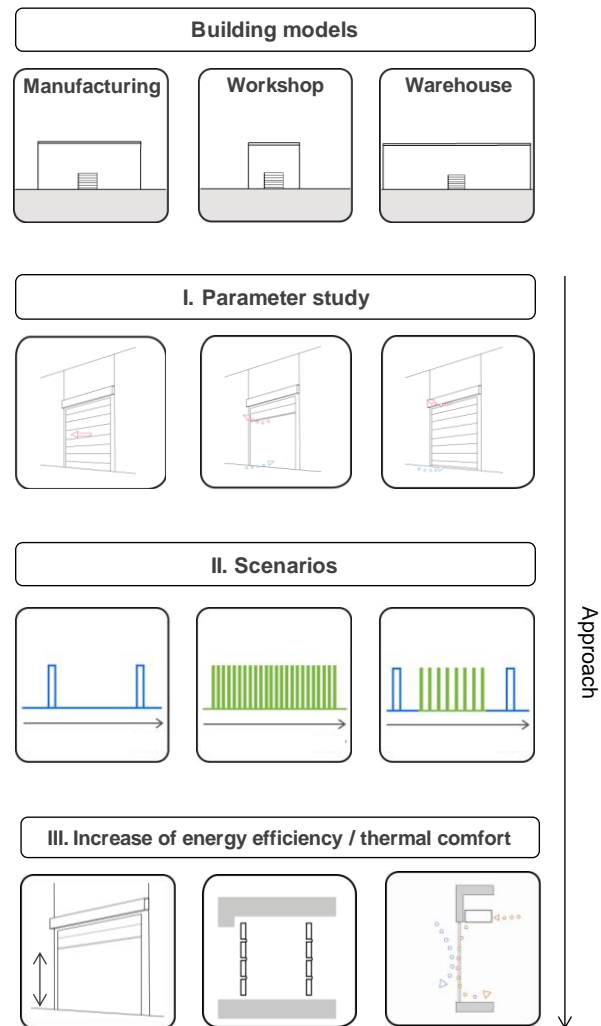 Building models
Manufacturing
Workshop
Warehouse
I. Parameter study
II. Scenarios
Approach
III. Increase of energy efficiency / thermal comfort